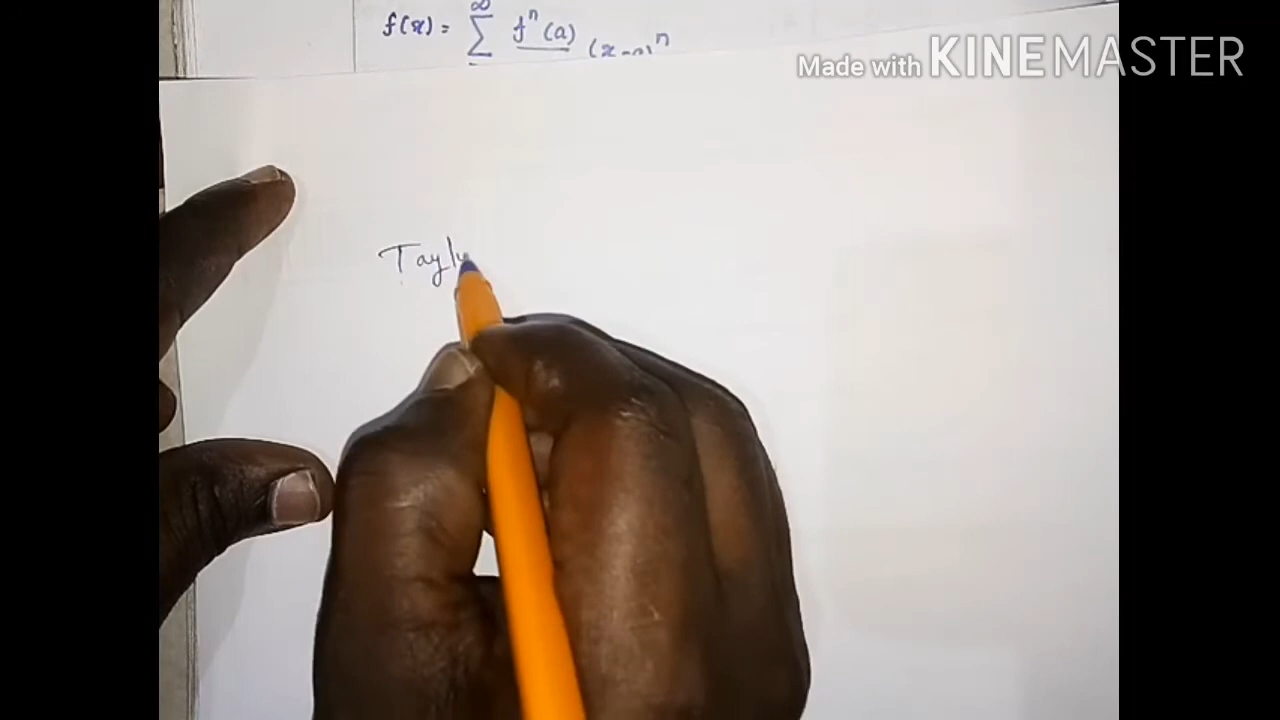 f(x) = ∞ ∑ fⁿ(a) (x-a)ⁿ
Made with KINEMASTER
Tayl